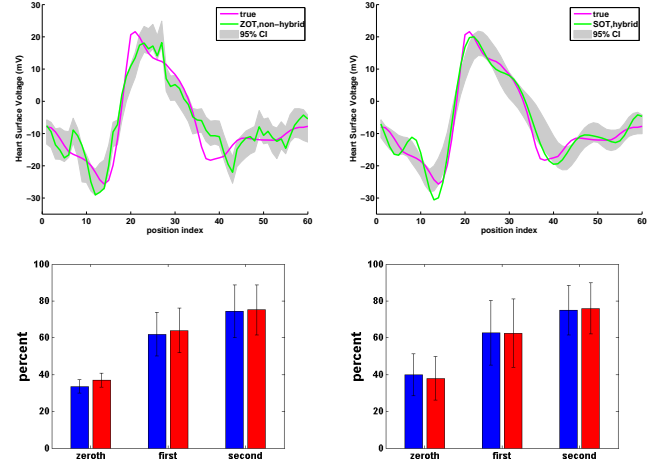 true
ZOT,non-hybrid
95% CI
30
20
10
0
-10
-20
-30
Heart Surface Voltage (mV)
0
10
20
30
40
50
60
position index
true
SOT,hybrid
95% CI
30
20
10
0
-10
-20
-30
Heart Surface Voltage (mV)
0
10
20
30
40
50
60
position index
100
80
60
40
20
0
percent
zeroth
first
second
100
80
60
40
20
0
percent
zeroth
first
second